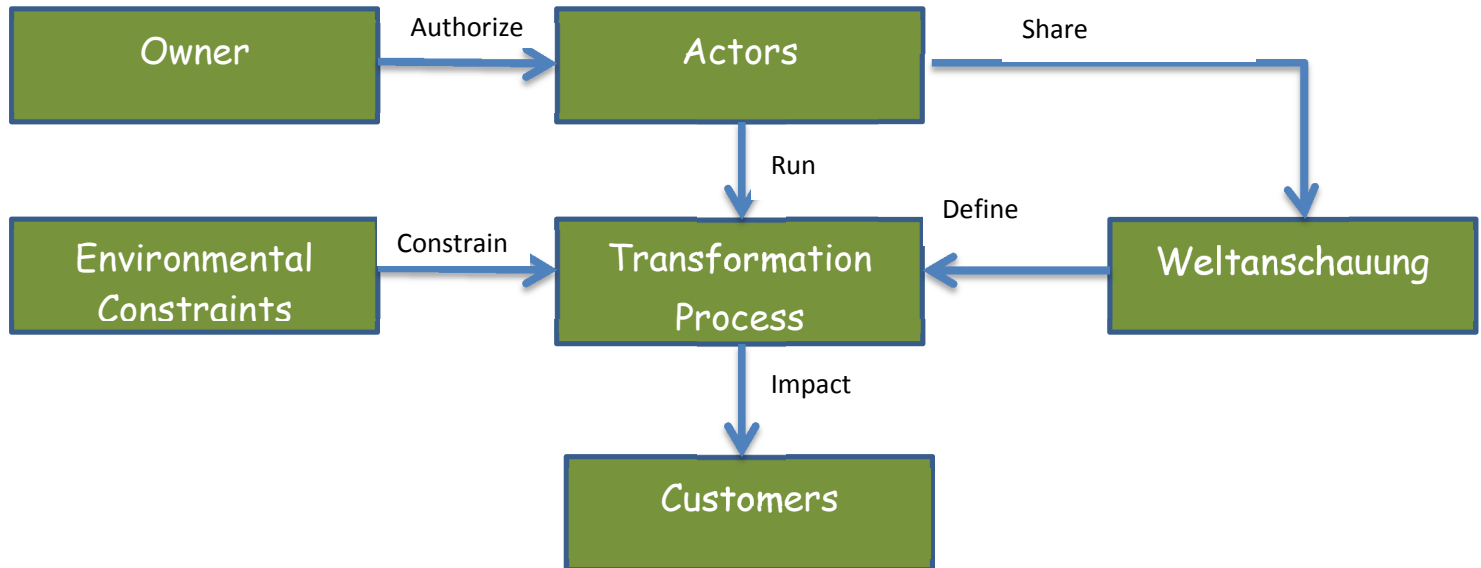 Owner
Authorize
Actors
Share
Run
Environmental
Constraints
Constrain
Transformation
Process
Define
Weltanschauung
Impact
Customers